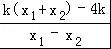 k(x₁+x₂) − 4k
x₁ − x₂